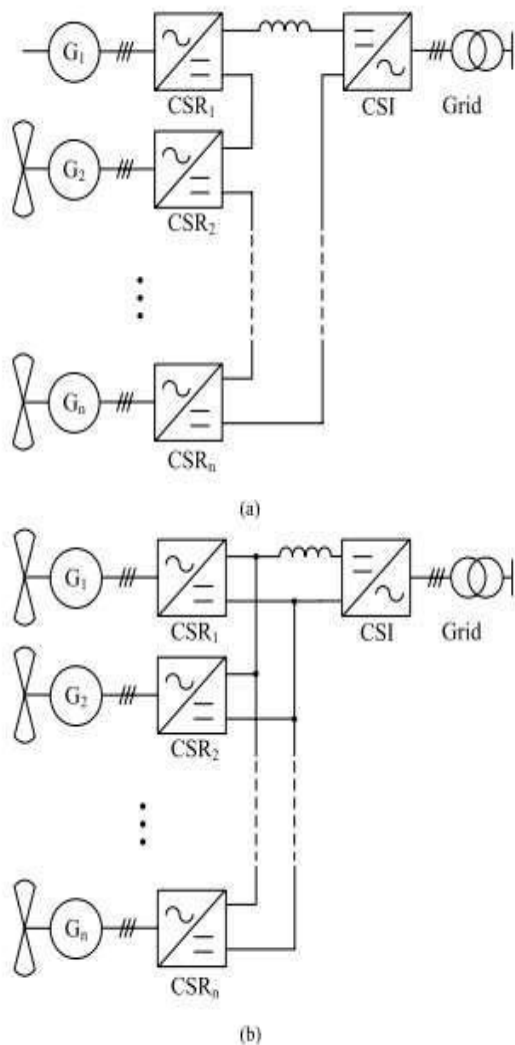 G₁
CSR₁
CSI
Grid
G₂
CSR₂
Gₙ
CSRₙ
(a)
G₁
CSR₁
CSI
Grid
G₂
CSR₂
Gₙ
CSRₙ
(b)